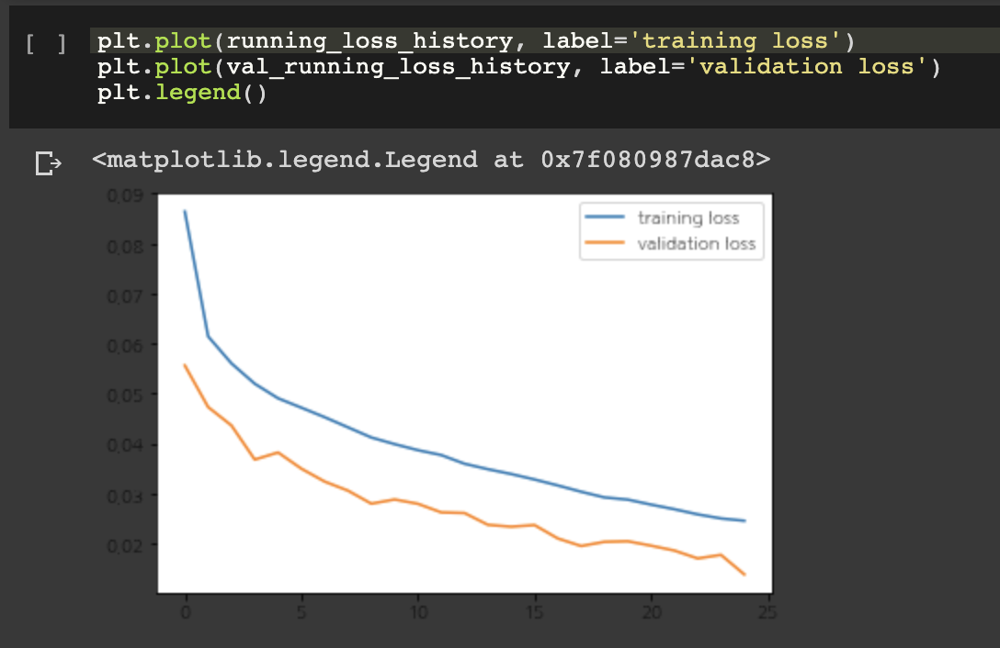 [ ] plt.plot(running_loss_history, label='training loss')
plt.plot(val_running_loss_history, label='validation loss')
plt.legend()
<matplotlib.legend.Legend at 0x7f080987dac8>
training loss
validation loss
0.09
0.08
0.07
0.06
0.05
0.04
0.03
0.02
0 5 10 15 20 25